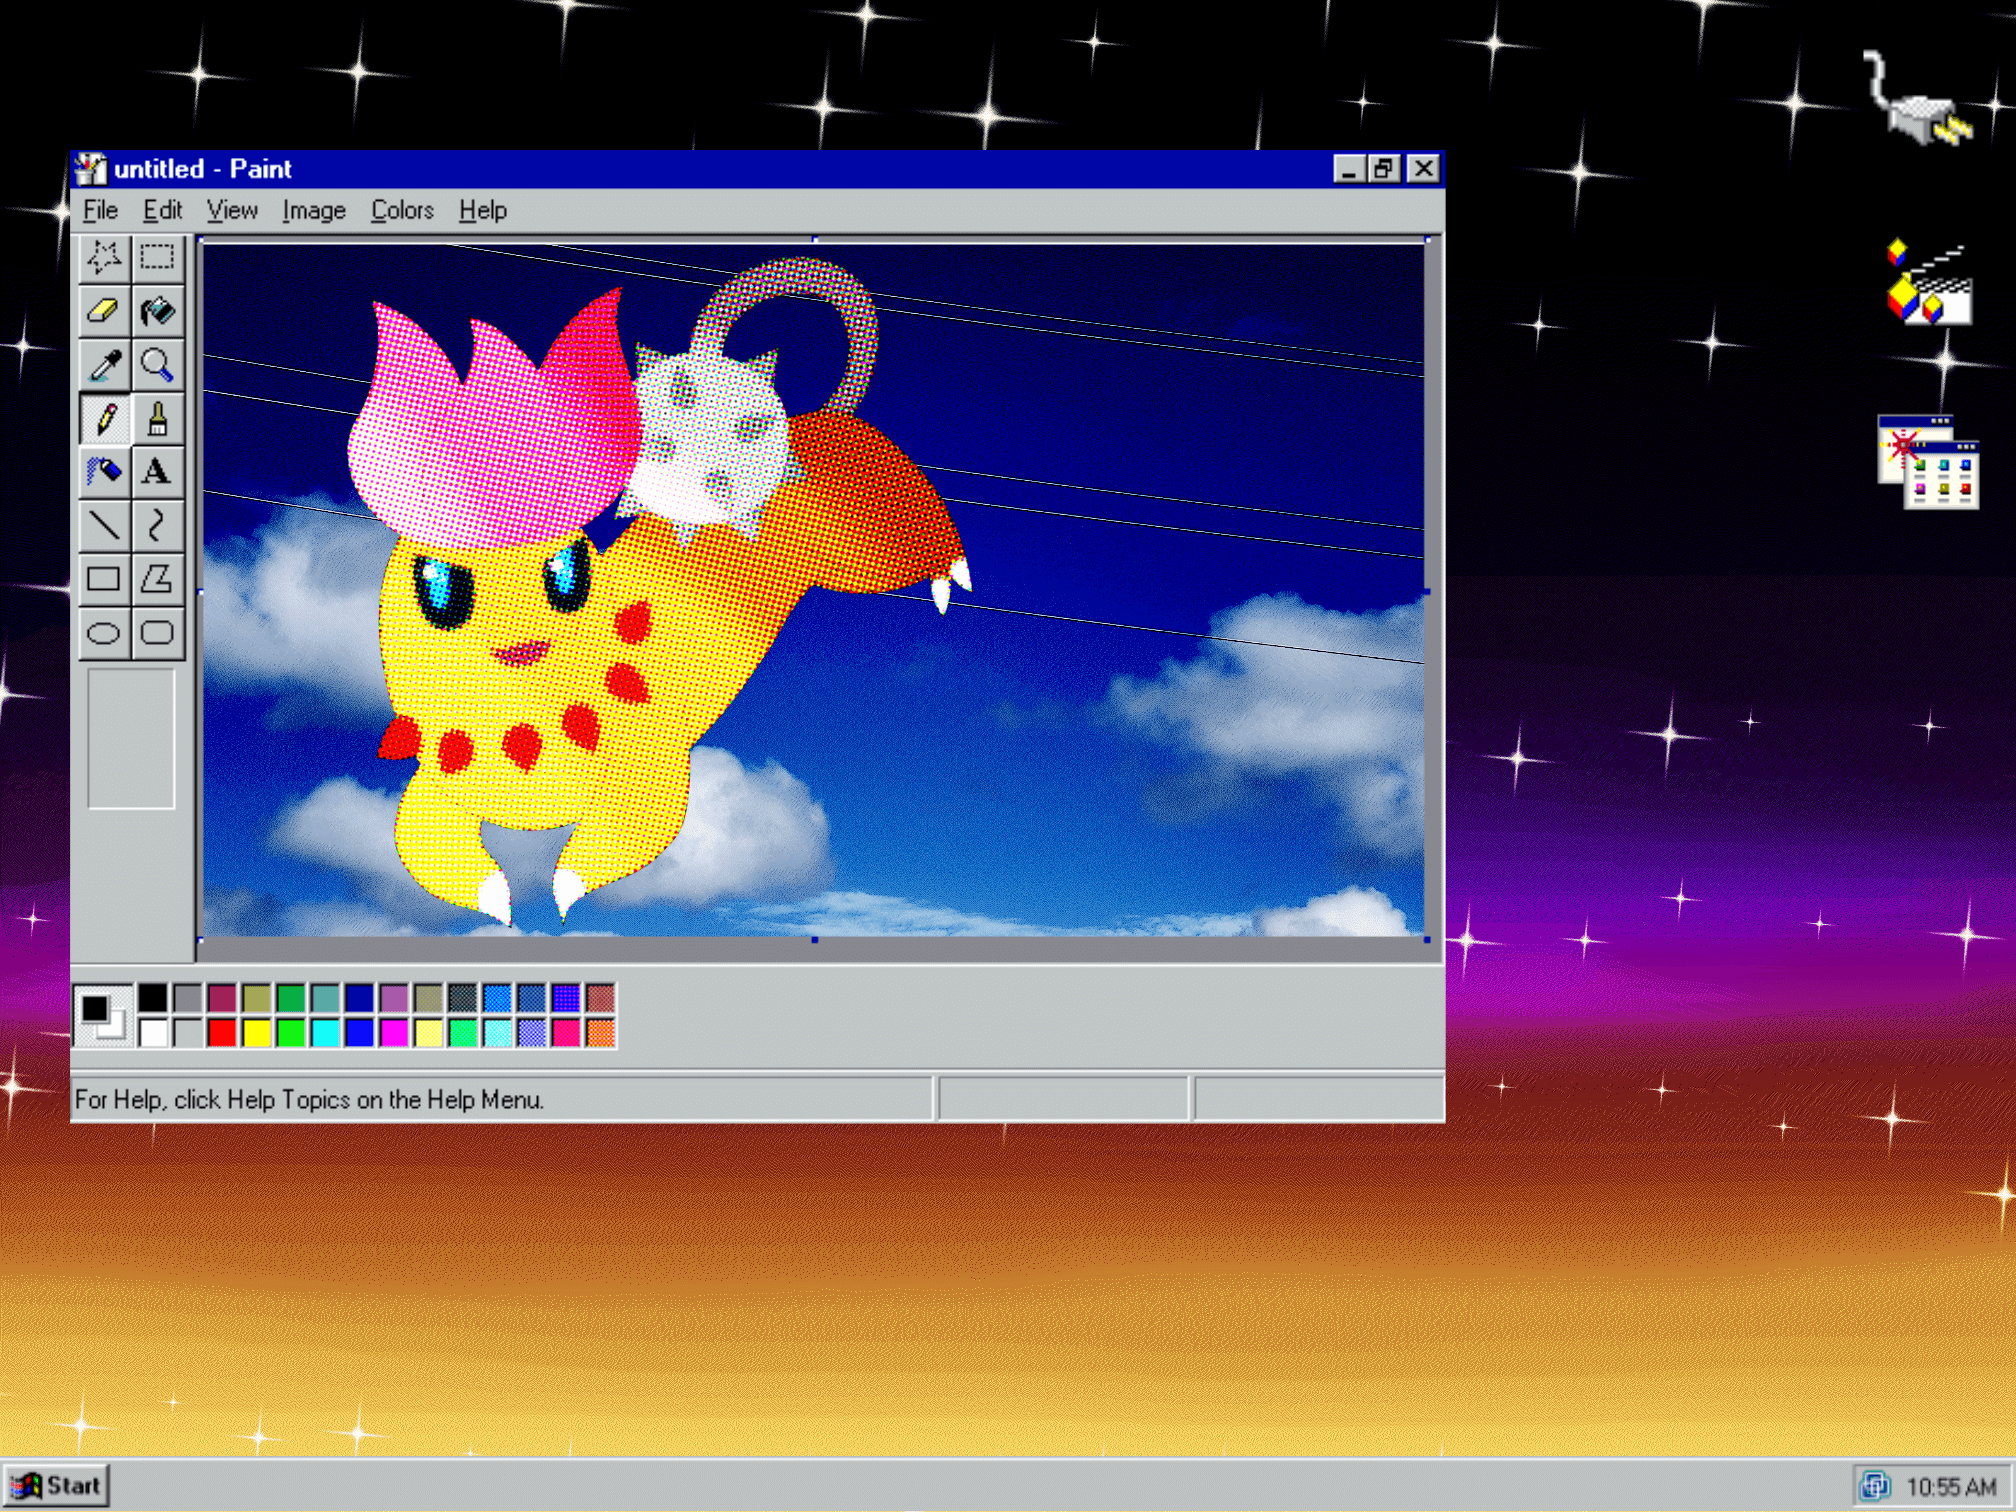 untitled - Paint
File Edit View Image Colors Help
A
For Help, click Help Topics on the Help Menu.
Start
10:55 AM